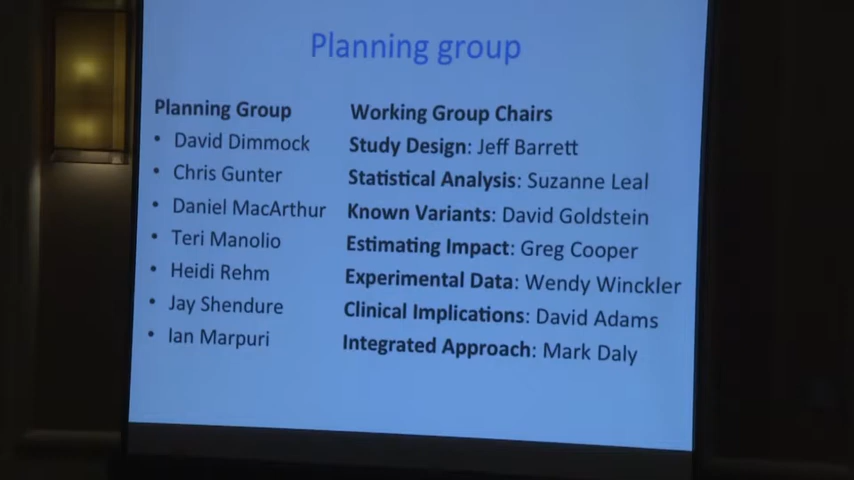 Planning group
Planning Group
• David Dimmock
• Chris Gunter
• Daniel MacArthur
• Teri Manolio
• Heidi Rehm
• Jay Shendure
• Ian Marpuri
Working Group Chairs
Study Design: Jeff Barrett
Statistical Analysis: Suzanne Leal
Known Variants: David Goldstein
Estimating Impact: Greg Cooper
Experimental Data: Wendy Winckler
Clinical Implications: David Adams
Integrated Approach: Mark Daly